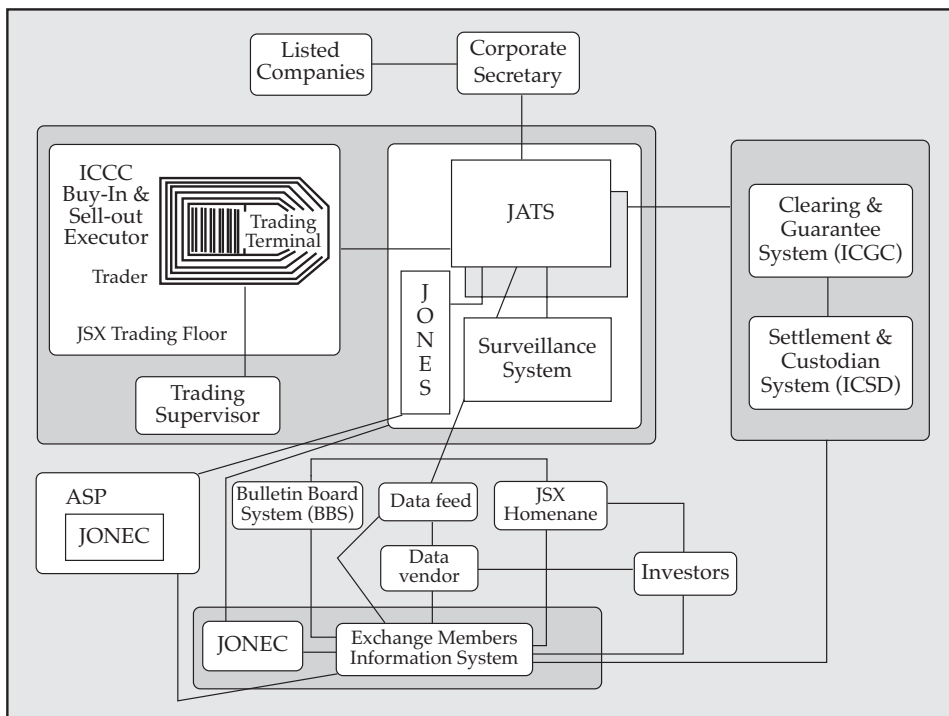 Listed
Companies
Corporate
Secretary
ICCC
Buy-In &
Sell-out
Executor
Trading
Terminal
Trader
JSX Trading Floor
Trading
Supervisor
JATS
J
O
N
E
S
Surveillance
System
Clearing &
Guarantee
System (ICGC)
Settlement &
Custodian
System (ICSD)
ASP
JONEC
Bulletin Board
System (BBS)
Data feed
JSX
Homenane
Data
vendor
Investors
JONEC
Exchange Members
Information System